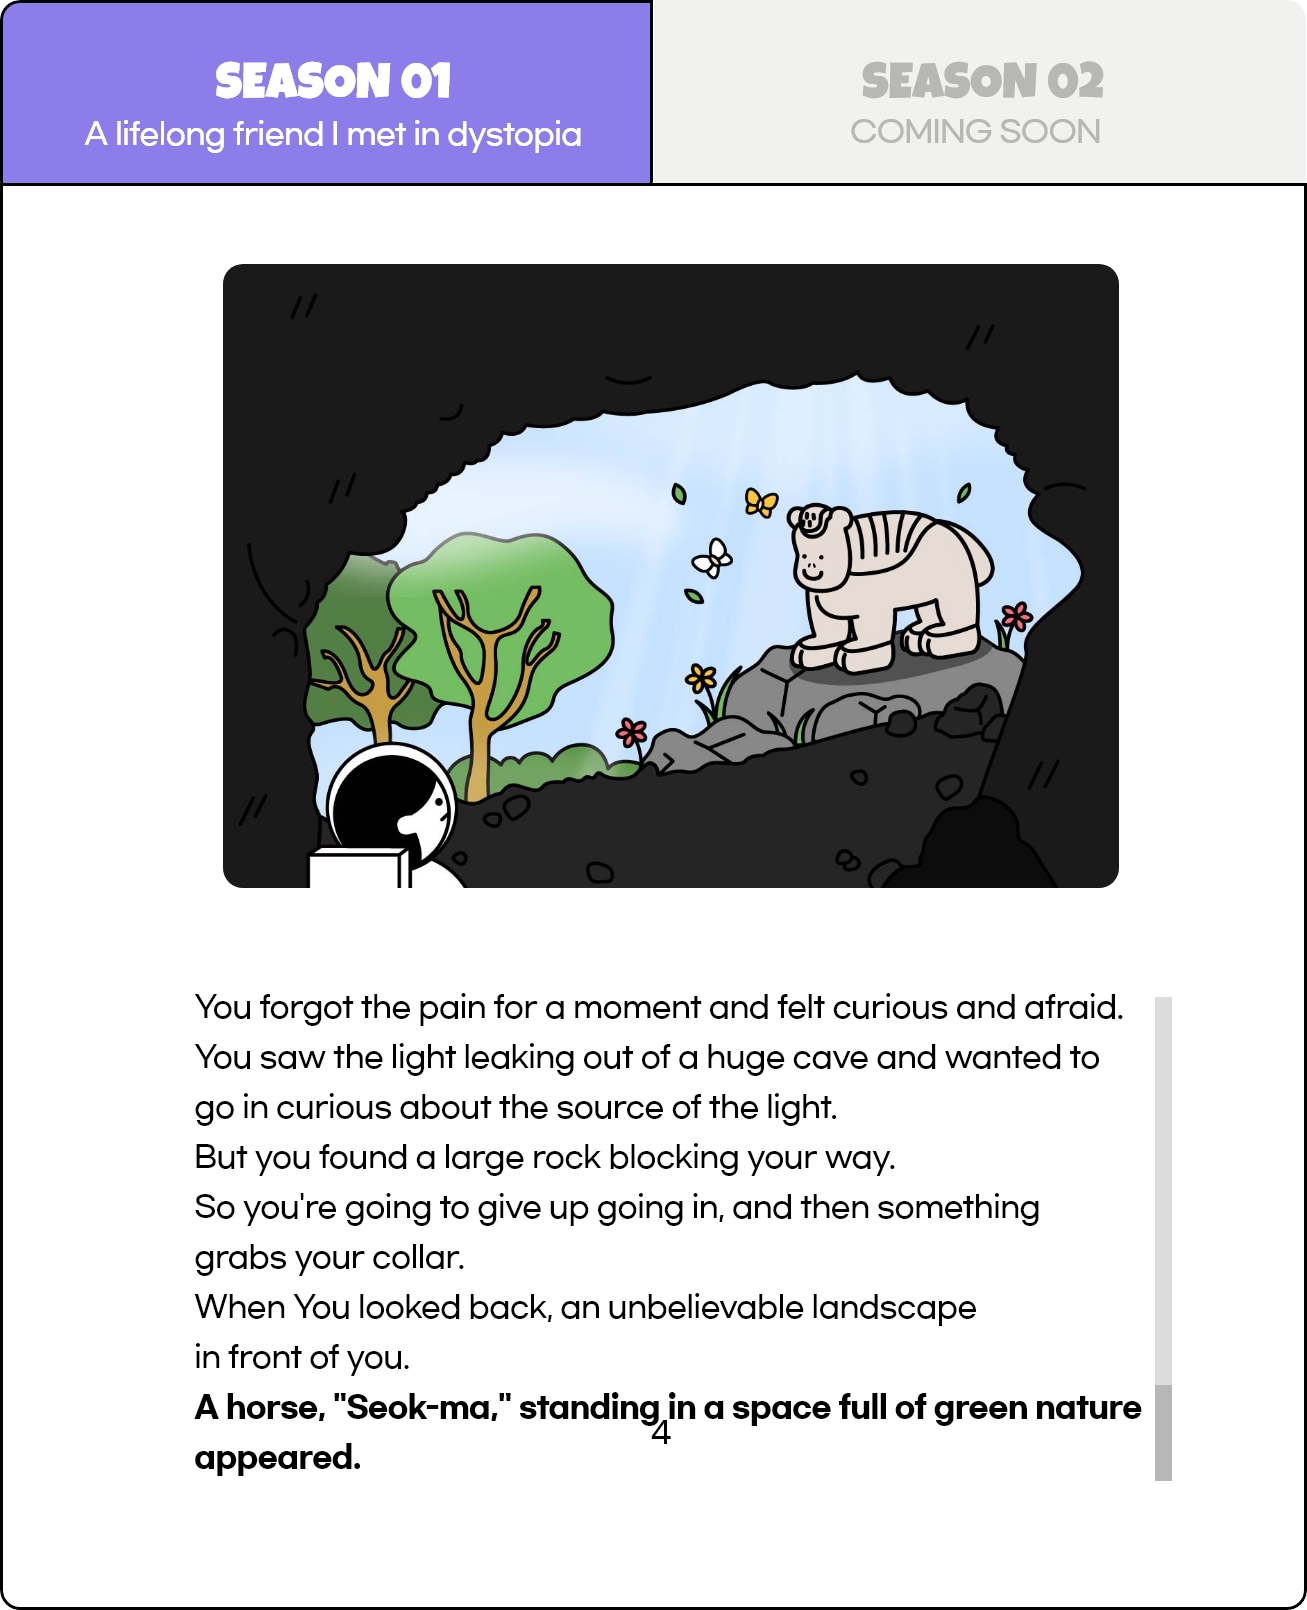 SEASON 01
A lifelong friend I met in dystopia
SEASON 02
COMING SOON
You forgot the pain for a moment and felt curious and afraid.
You saw the light leaking out of a huge cave and wanted to
go in curious about the source of the light.
But you found a large rock blocking your way.
So you're going to give up going in, and then something
grabs your collar.
When You looked back, an unbelievable landscape
in front of you.
A horse, "Seok-ma," standing in a space full of green nature
appeared.
4